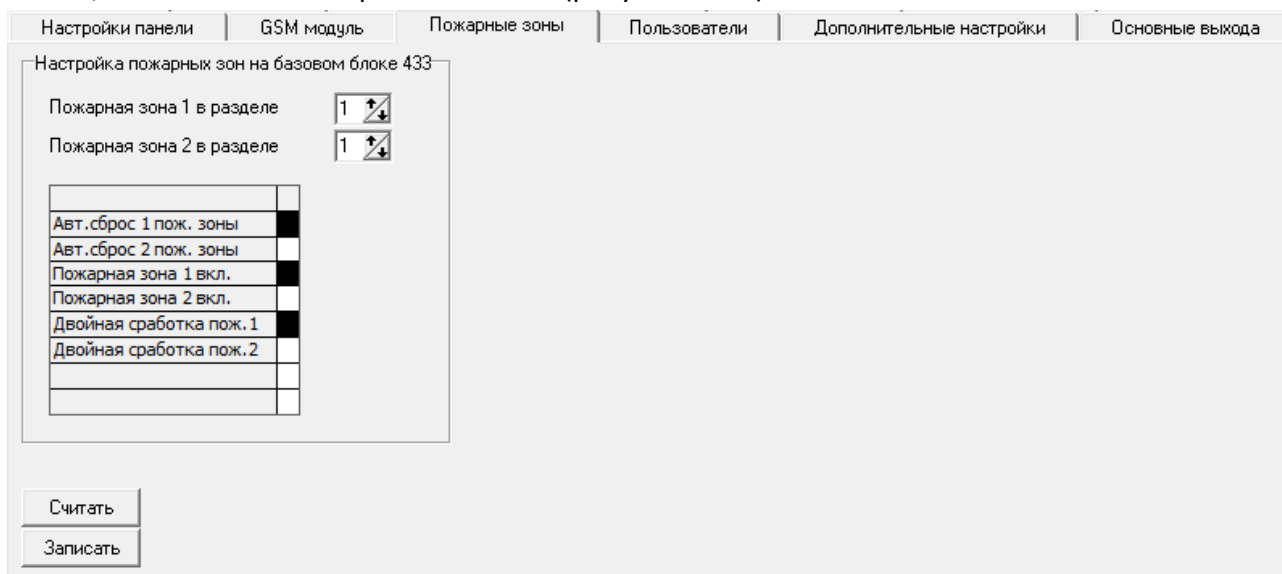 Настройки панели GSM модуль Пожарные зоны Пользователи Дополнительные настройки Основные выхода
Настройка пожарных зон на базовом блоке 433
Пожарная зона 1 в разделе 1
Пожарная зона 2 в разделе 1
Авт.сброс 1 пож. зоны
Авт.сброс 2 пож. зоны
Пожарная зона 1 вкл.
Пожарная зона 2 вкл.
Двойная сработка пож.1
Двойная сработка пож.2
Считать
Записать